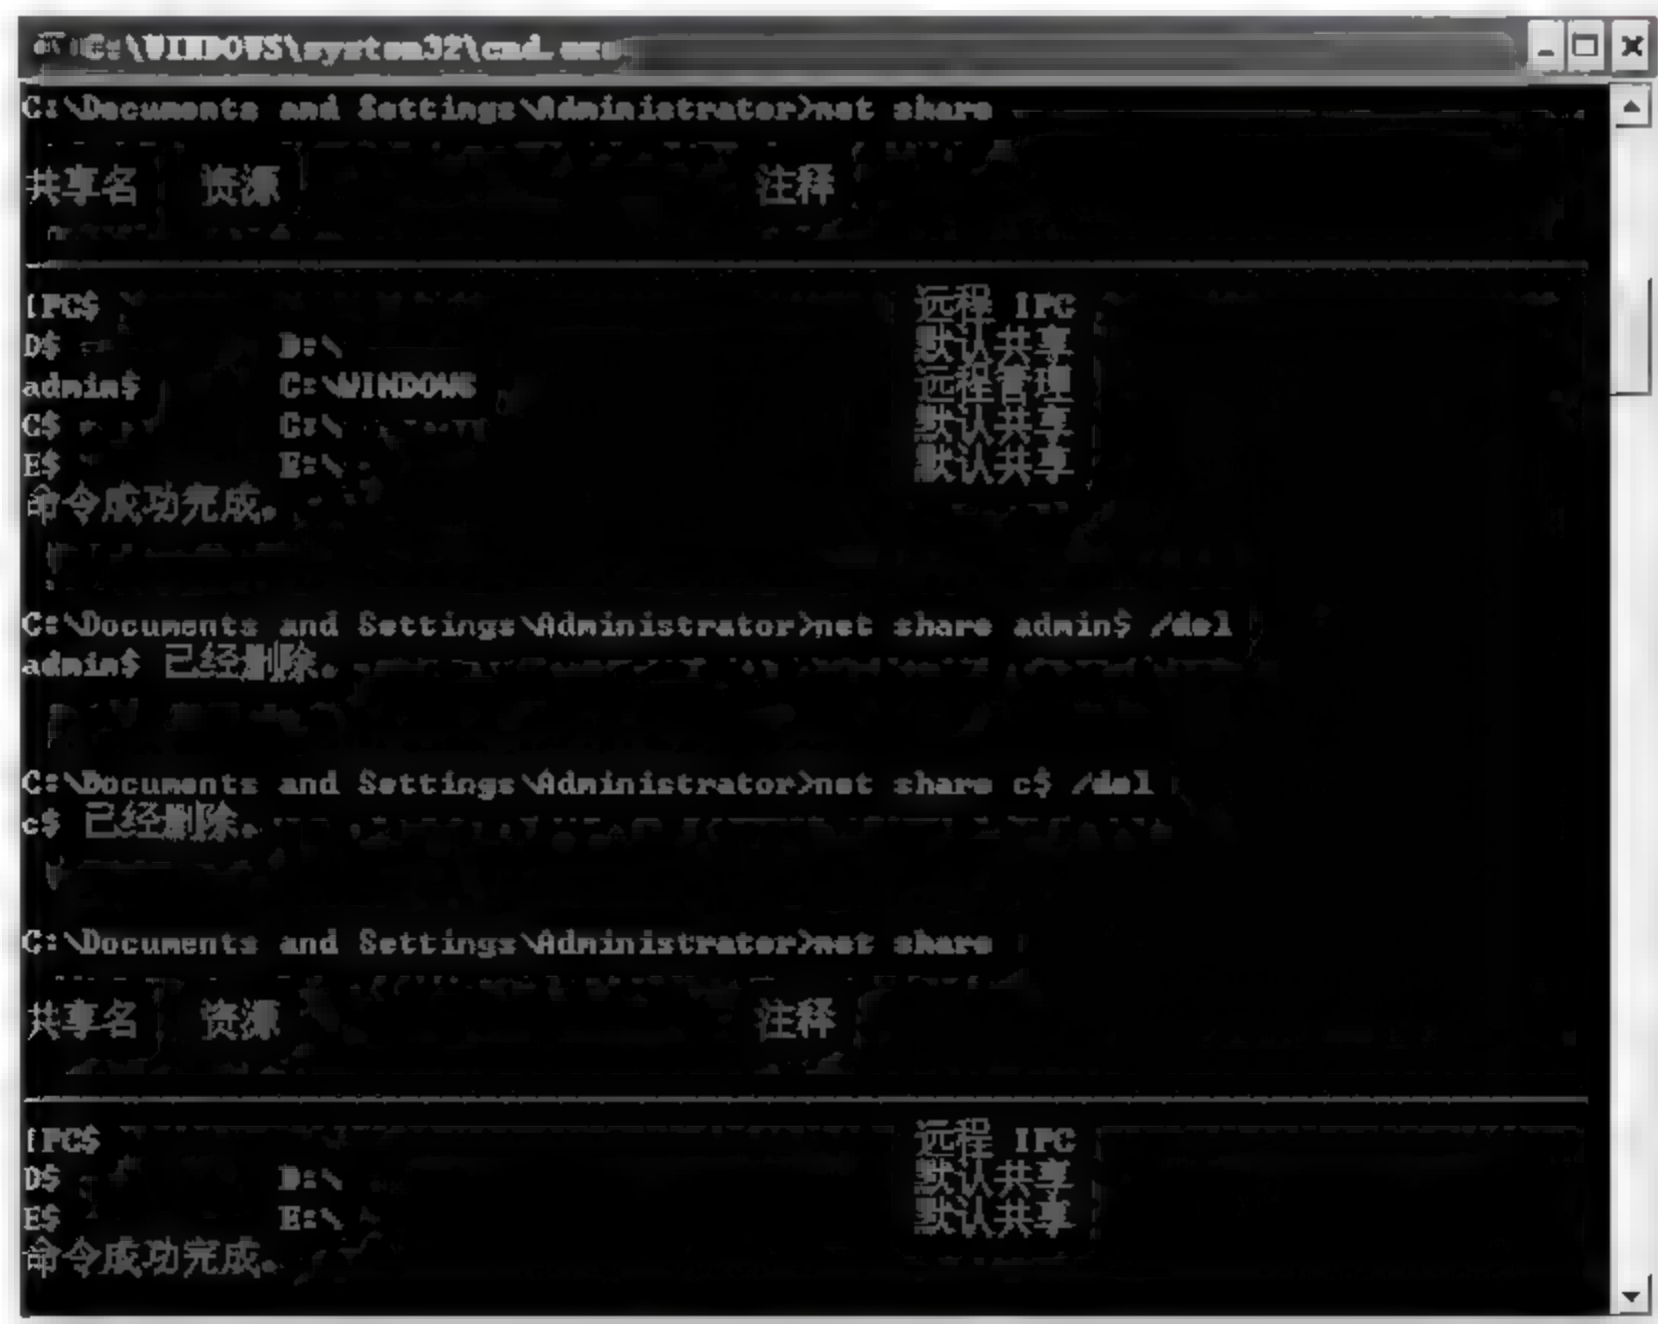 C:\WINDOWS\system32\cmd.exe
C:\Documents and Settings\Administrator>net share
共享名 资源 注释
IPC$ 远程 IPC
D$ D:\ 默认共享
admin$ C:\WINDOWS 远程管理
C$ C:\ 默认共享
E$ E:\ 默认共享
命令成功完成。
C:\Documents and Settings\Administrator>net share admin$ /del
admin$ 已经删除。
C:\Documents and Settings\Administrator>net share c$ /del
c$ 已经删除。
C:\Documents and Settings\Administrator>net share
共享名 资源 注释
IPC$ 远程 IPC
D$ D:\ 默认共享
E$ E:\ 默认共享
命令成功完成。